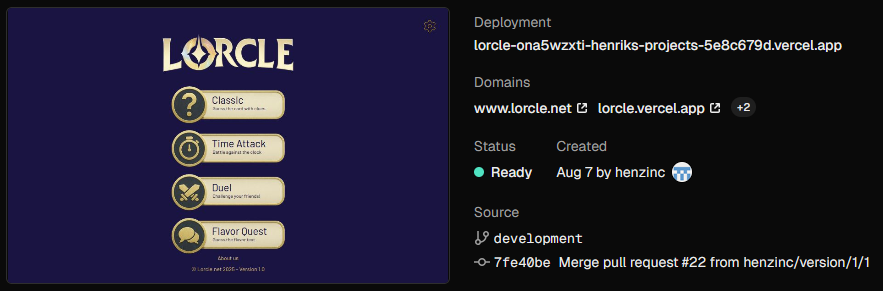 LORCLE
Classic
Guess the card with clues.
Time Attack
Battle against the clock.
Duel
Challenge your friends!
Flavor Quest
Guess the flavor text.
About us
© Lorcle.net 2025 - Version 1.0
Deployment
lorcle-ona5wzxti-henriks-projects-5e8c679d.vercel.app
Domains
www.lorcle.net lorcle.vercel.app +2
Status Created
Ready Aug 7 by henzinc
Source
development
7fe40be Merge pull request #22 from henzinc/version/1/1